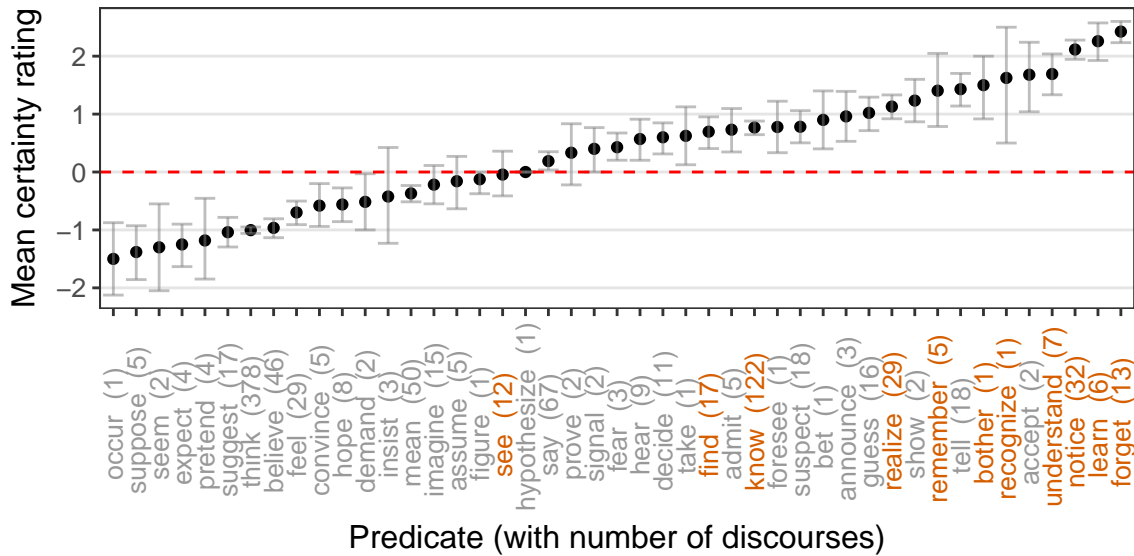 Mean certainty rating
2
1
0
−1
−2
occur (1)
suppose (5)
seem (2)
expect (4)
pretend (4)
suggest (17)
think (378)
believe (46)
feel (29)
convince (5)
hope (8)
demand (2)
insist (3)
mean (50)
imagine (15)
assume (5)
figure (1)
see (12)
hypothesize (1)
say (67)
prove (2)
signal (2)
fear (3)
hear (9)
decide (11)
take (1)
find (17)
admit (5)
know (122)
foresee (1)
suspect (18)
bet (1)
announce (3)
guess (16)
realize (29)
show (2)
remember (5)
tell (18)
bother (1)
recognize (1)
accept (2)
understand (7)
notice (32)
learn (6)
forget (13)
Predicate (with number of discourses)